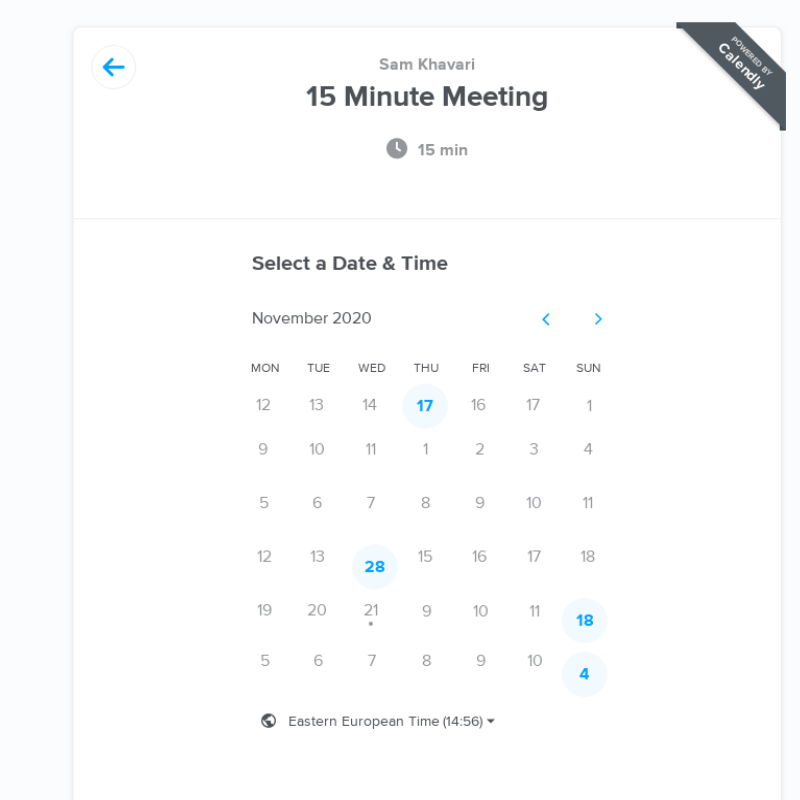 POWERED BY
Calendly
Sam Khavari
15 Minute Meeting
15 min
Select a Date & Time
November 2020
MON TUE WED THU FRI SAT SUN
12 13 14 17 16 17 1
9 10 11 1 2 3 4
5 6 7 8 9 10 11
12 13 28 15 16 17 18
19 20 21 9 10 11 18
5 6 7 8 9 10 4
Eastern European Time (14:56)